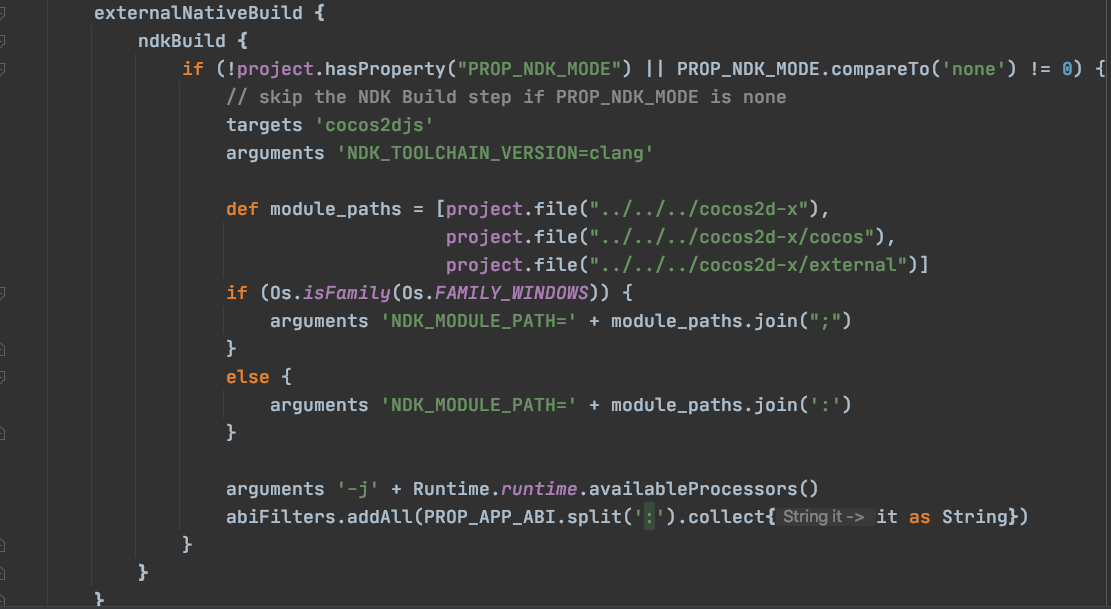 externalNativeBuild {
ndkBuild {
if (!project.hasProperty("PROP_NDK_MODE") || PROP_NDK_MODE.compareTo('none') != 0) {
// skip the NDK Build step if PROP_NDK_MODE is none
targets 'cocos2djs'
arguments 'NDK_TOOLCHAIN_VERSION=clang'
def module_paths = [project.file("../../../cocos2d-x"),
project.file("../../../cocos2d-x/cocos"),
project.file("../../../cocos2d-x/external")]
if (Os.isFamily(Os.FAMILY_WINDOWS)) {
arguments 'NDK_MODULE_PATH=' + module_paths.join(";")
}
else {
arguments 'NDK_MODULE_PATH=' + module_paths.join(':')
}
arguments '-j' + Runtime.runtime.availableProcessors()
abiFilters.addAll(PROP_APP_ABI.split(':').collect{ String it -> it as String})
}
}
}